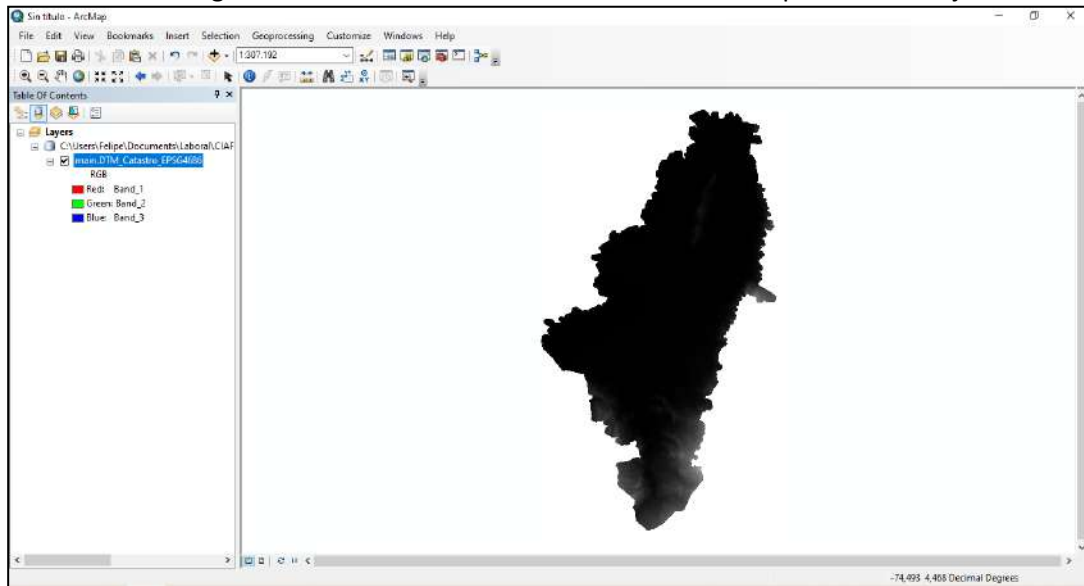 Sin título - ArcMap
File Edit View Bookmarks Insert Selection Geoprocessing Customize Windows Help
1:307.192
Table Of Contents
Layers
C:\Users\Felipe\Documents\Laboral\CIAF
main.DTM_Catastro_EPSG4686
RGB
Red: Band_1
Green: Band_2
Blue: Band_3
-74,493 4,468 Decimal Degrees